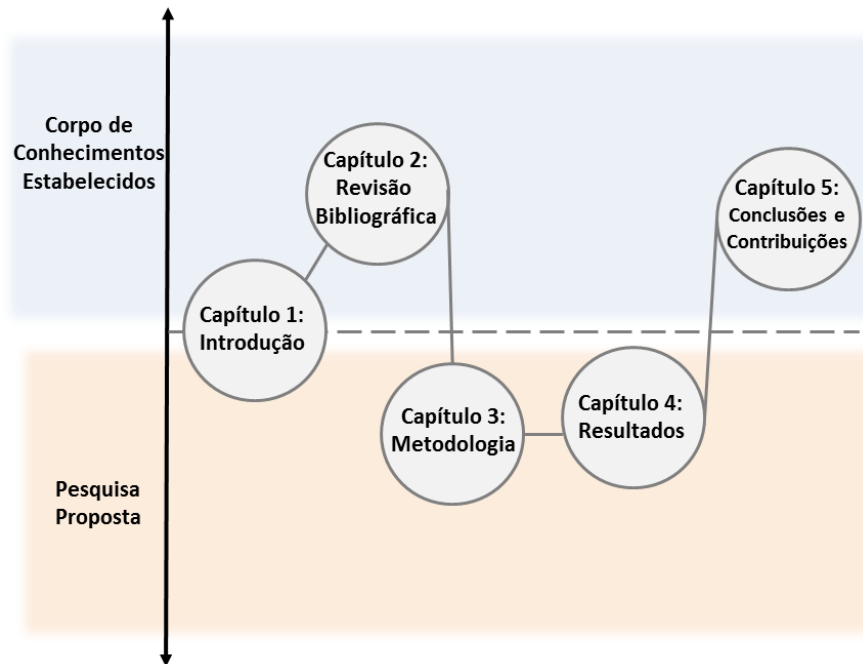 Corpo de
Conhecimentos
Estabelecidos
Capítulo 1:
Introdução
Capítulo 2:
Revisão
Bibliográfica
Capítulo 3:
Metodologia
Capítulo 4:
Resultados
Capítulo 5:
Conclusões e
Contribuições
Pesquisa
Proposta